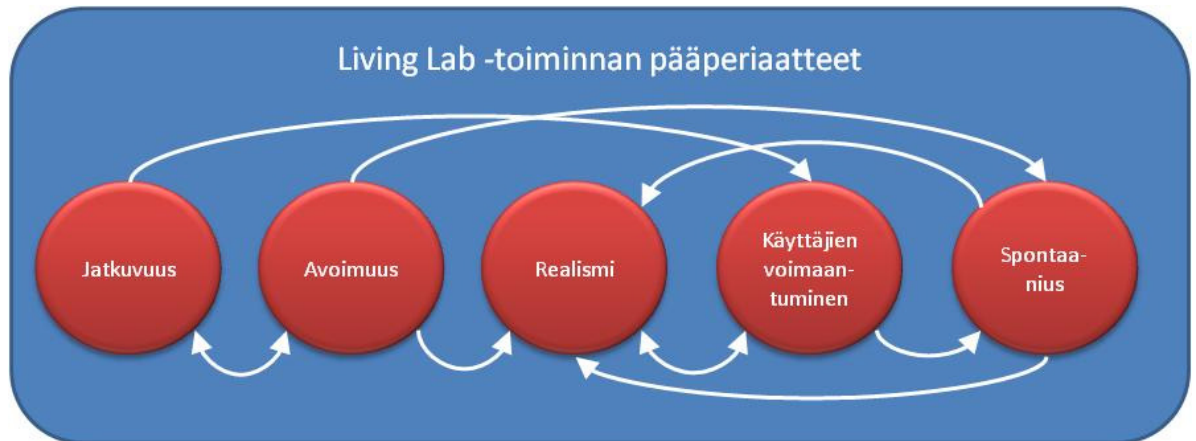 Living Lab -toiminnan pääperiaatteet
Jatkuvuus
Avoimuus
Realismi
Käyttäjien
voimaan-
tuminen
Spontaa-
nius